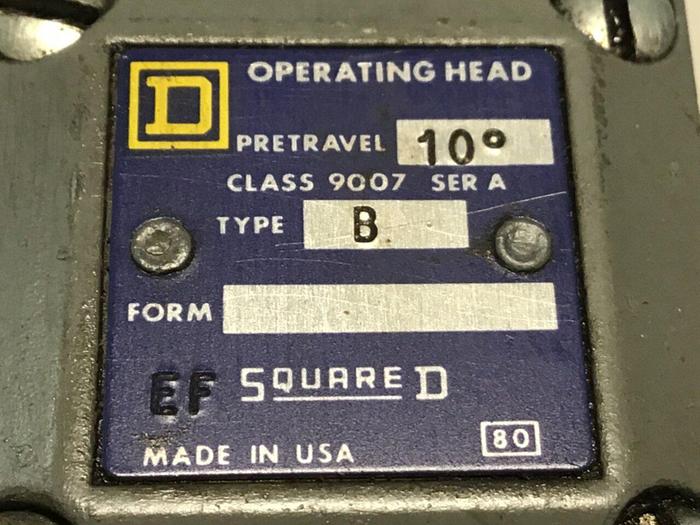 D OPERATING HEAD
PRETRAVEL 10°
CLASS 9007 SER A
TYPE B
FORM
EF SQUARE D
MADE IN USA 80